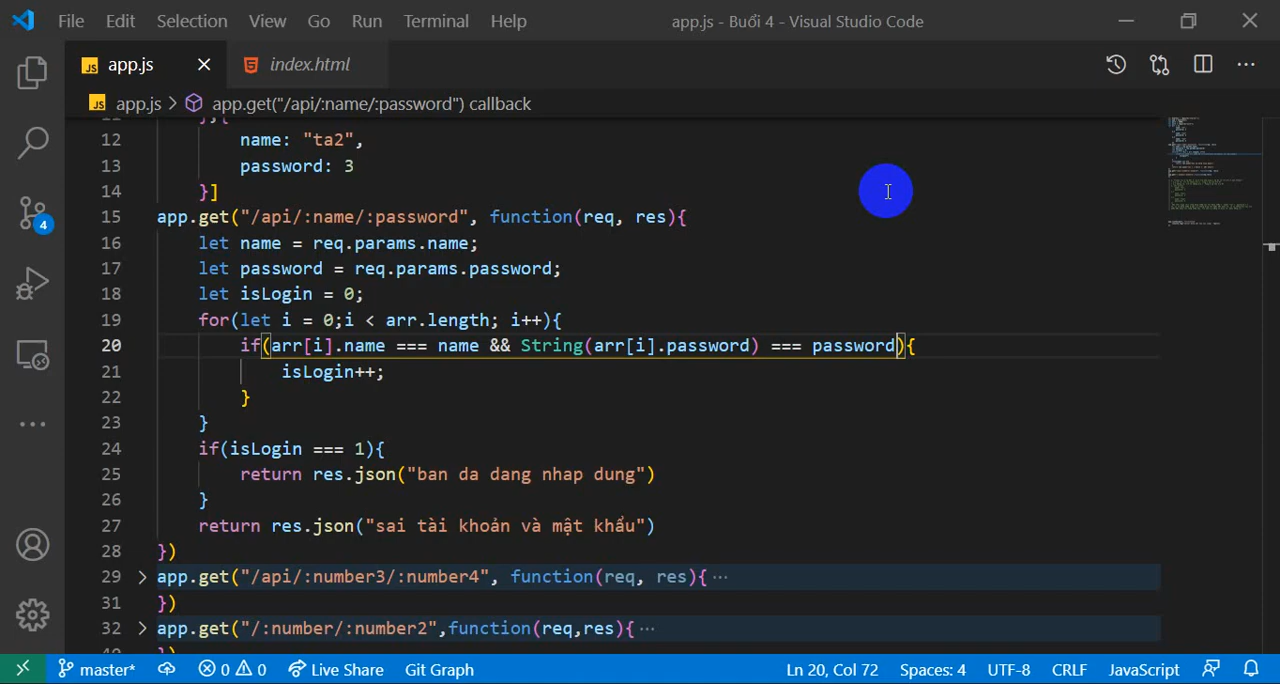 File Edit Selection View Go Run Terminal Help app.js - Buổi 4 - Visual Studio Code
JS app.js index.html
JS app.js > app.get("/api/:name/:password") callback
11 },{
12 name: "ta2",
13 password: 3
14 }]
15 app.get("/api/:name/:password", function(req, res){
16 let name = req.params.name;
17 let password = req.params.password;
18 let isLogin = 0;
19 for(let i = 0;i < arr.length; i++){
20 if(arr[i].name === name && String(arr[i].password) === password){
21 isLogin++;
22 }
23 }
24 if(isLogin === 1){
25 return res.json("ban da dang nhap dung")
26 }
27 return res.json("sai tài khoản và mật khẩu")
28 })
29 app.get("/api/:number3/:number4", function(req, res){ ...
31 })
32 app.get("/:number/:number2",function(req,res){ ...
4
master* 0 0 Live Share Git Graph Ln 20, Col 72 Spaces: 4 UTF-8 CRLF JavaScript